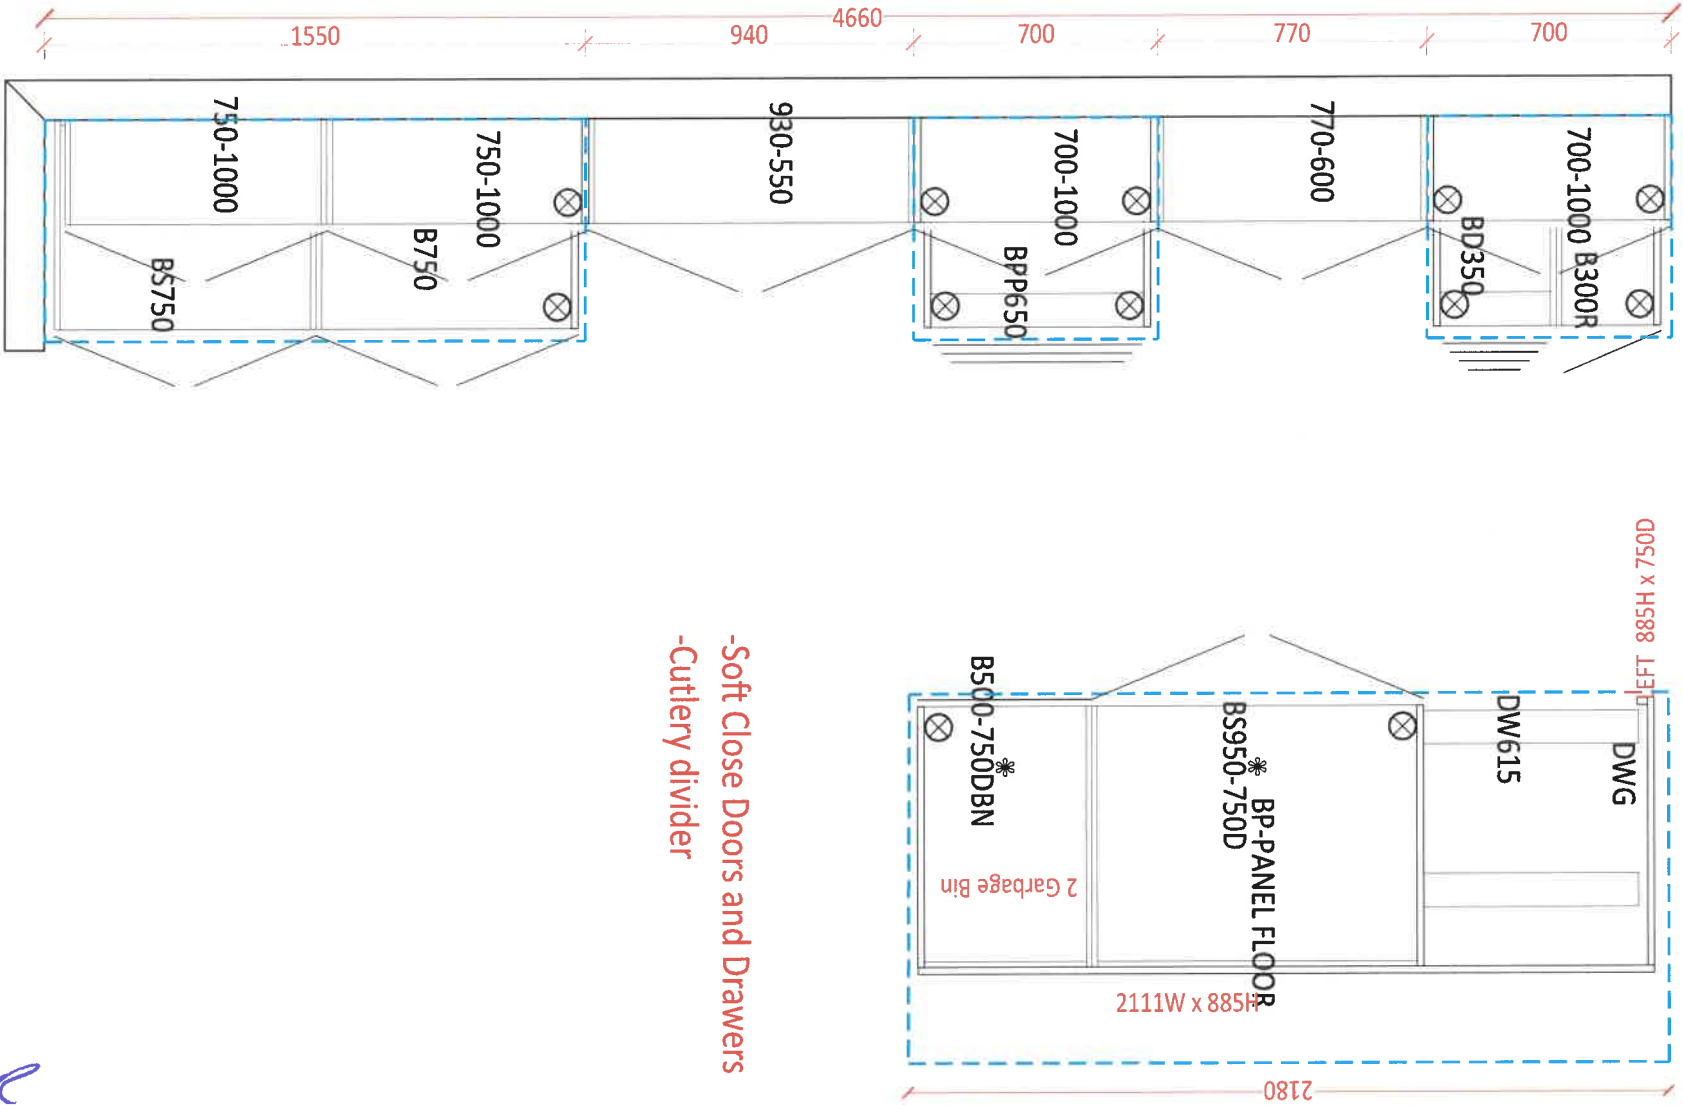 4660
1550
940
700
770
700
750-1000
750-1000
930-550
700-1000
770-600
700-1000
BS750
B750
BPP650
BD350
B300R
LEFT 885H x 750D
B500-750DBN
*
BS950-750D
*
BP-PANEL FLOOR
DW615
DWG
2 Garbage Bin
2111W x 885H
2180
-Soft Close Doors and Drawers
-Cutlery divider